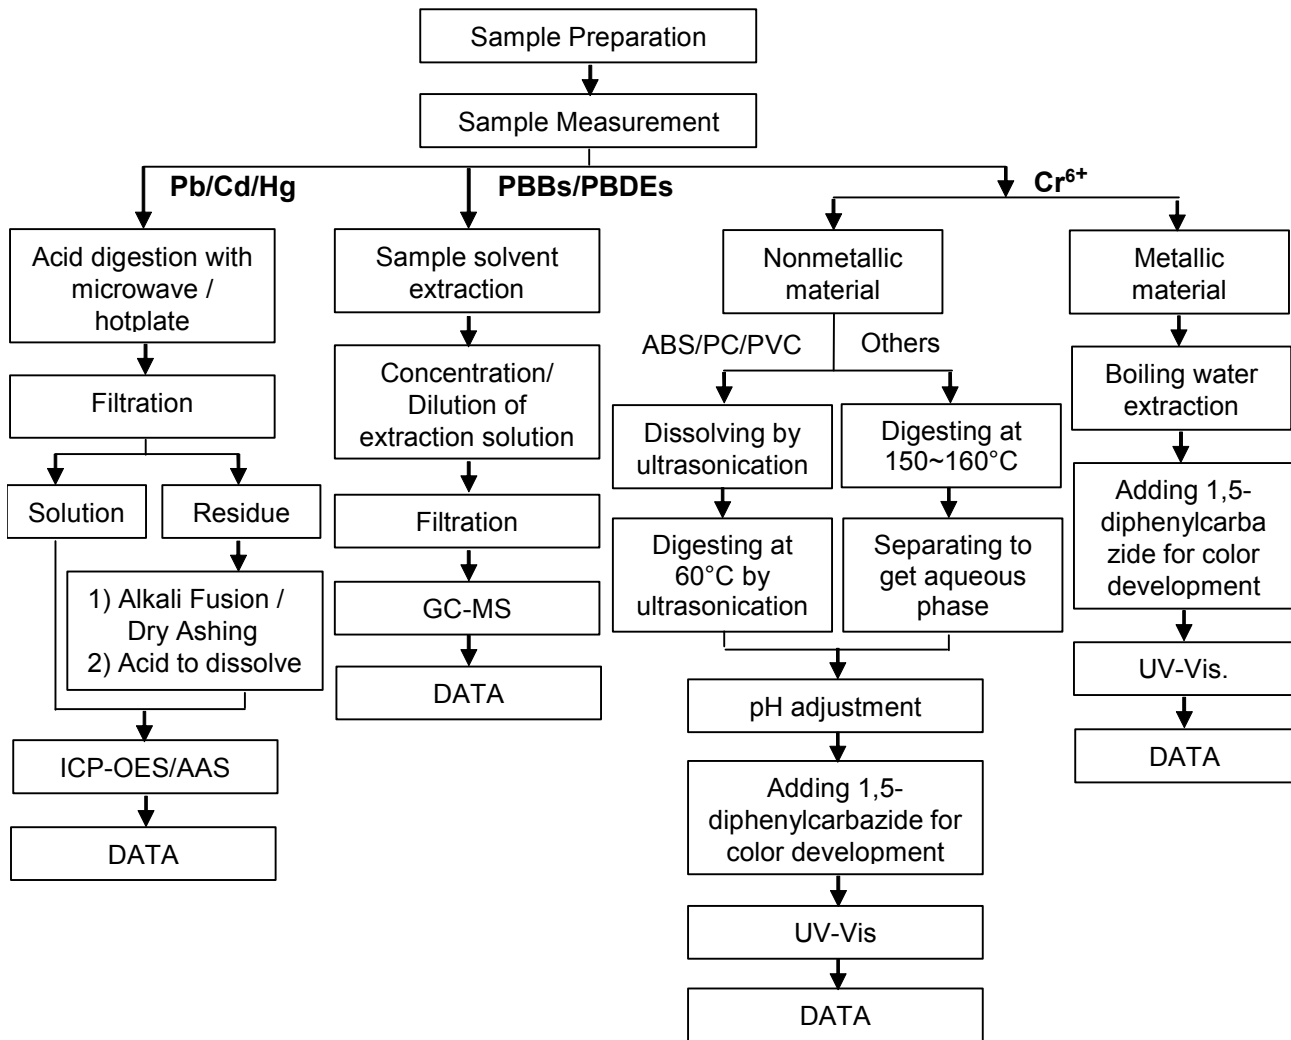 Sample Preparation
Sample Measurement
Pb/Cd/Hg
PBBs/PBDEs
Cr⁶⁺
Acid digestion with
microwave /
hotplate
Filtration
Solution
Residue
1) Alkali Fusion /
Dry Ashing
2) Acid to dissolve
ICP-OES/AAS
DATA
Sample solvent
extraction
Concentration/
Dilution of
extraction solution
Filtration
GC-MS
DATA
Nonmetallic
material
ABS/PC/PVC
Others
Dissolving by
ultrasonication
Digesting at
60°C by
ultrasonication
Digesting at
150~160°C
Separating to
get aqueous
phase
pH adjustment
Adding 1,5-
diphenylcarbazide for
color development
UV-Vis
DATA
Metallic
material
Boiling water
extraction
Adding 1,5-
diphenylcarba
zide for color
development
UV-Vis.
DATA